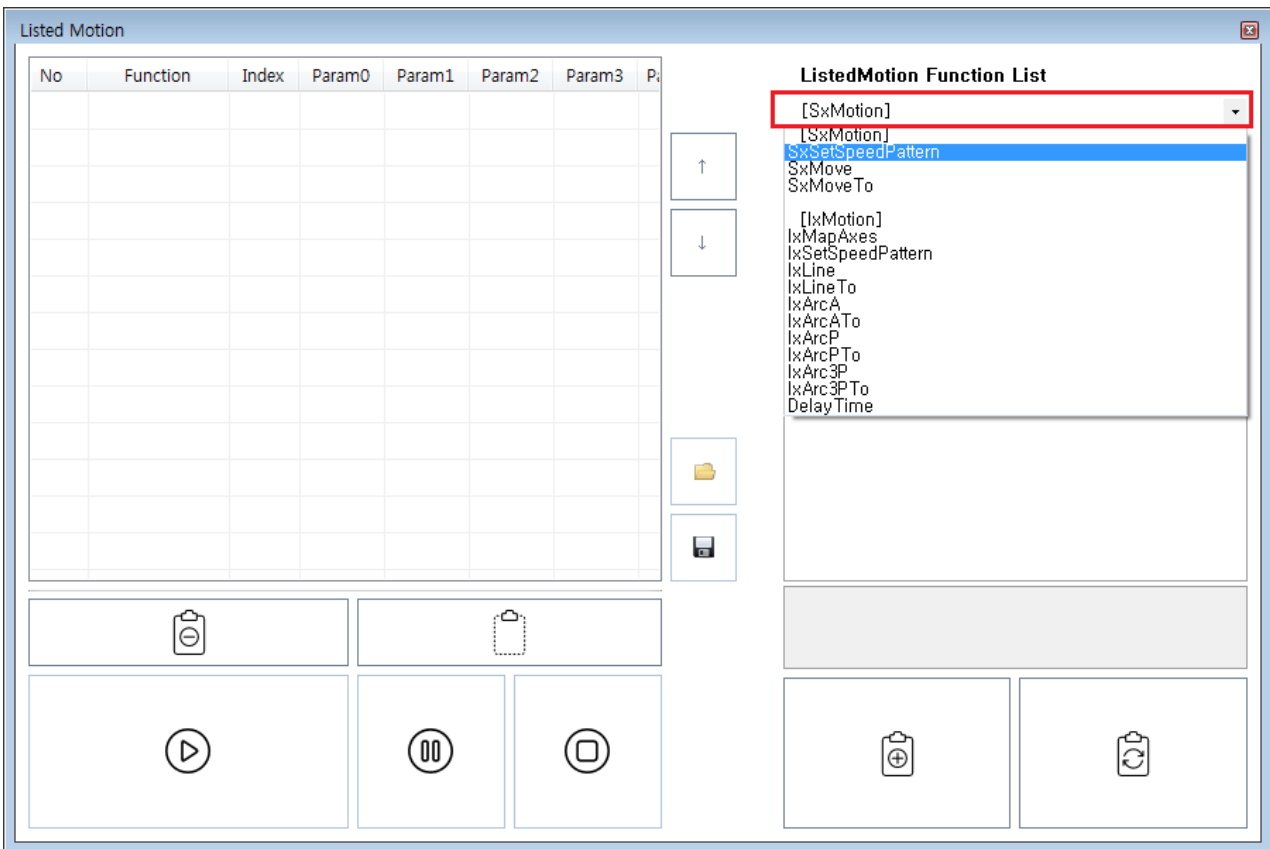 Listed Motion
No Function Index Param0 Param1 Param2 Param3
ListedMotion Function List
[SxMotion]
[SxMotion]
SxSetSpeedPattern
SxMove
SxMoveTo
[IxMotion]
IxMapAxes
IxSetSpeedPattern
IxLine
IxLineTo
IxArcA
IxArcATo
IxArcP
IxArcPTo
IxArc3P
IxArc3PTo
DelayTime